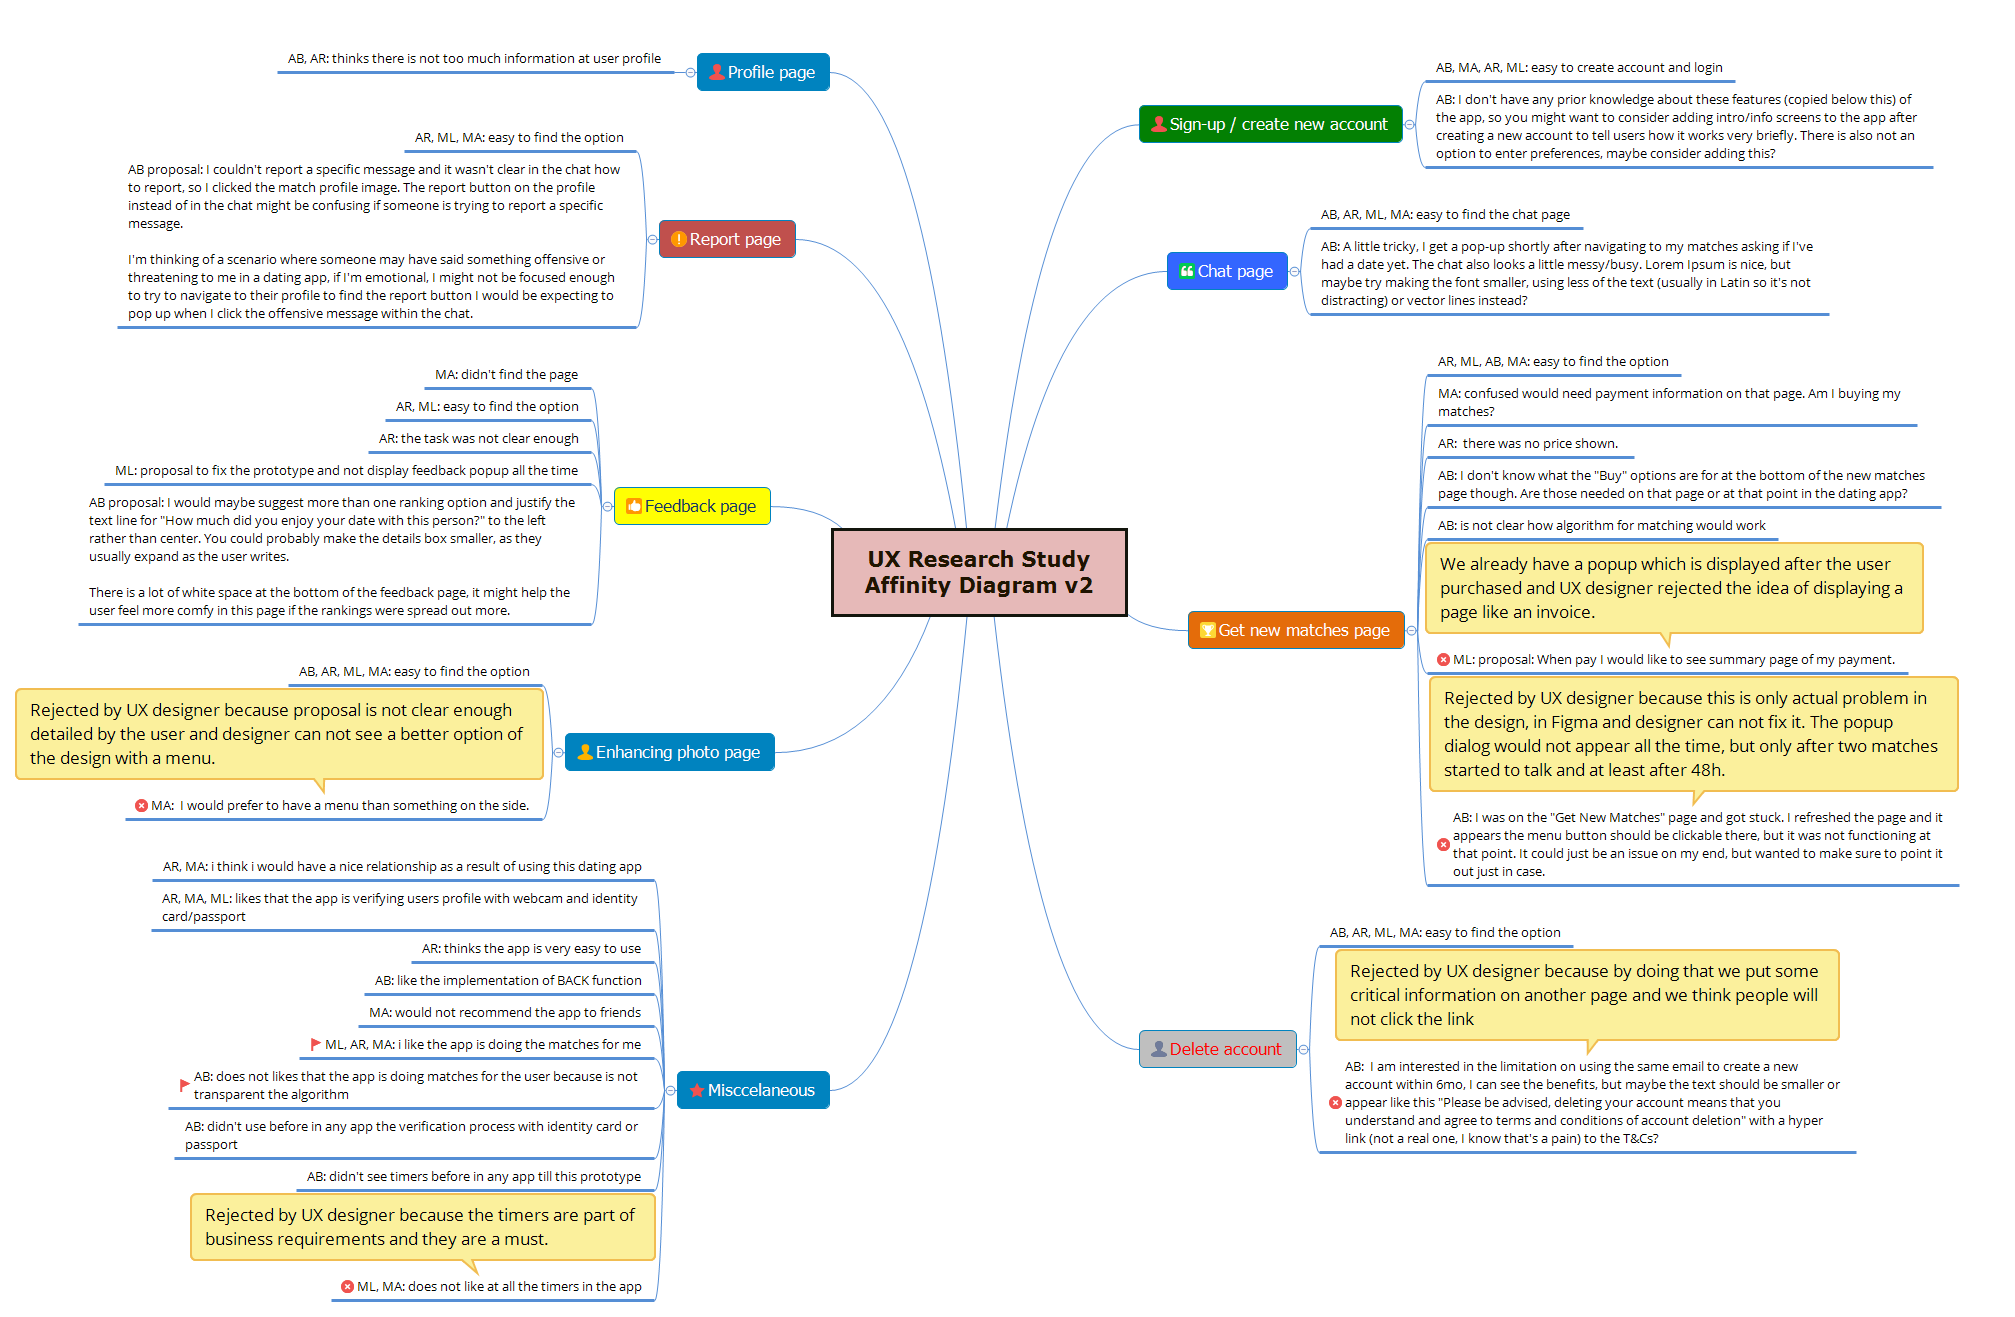 UX Research Study
Affinity Diagram v2
Profile page
AB, AR: thinks there is not too much information at user profile
Report page
AR, ML, MA: easy to find the option
AB proposal: I couldn't report a specific message and it wasn't clear in the chat how
to report, so I clicked the match profile image. The report button on the profile
instead of in the chat might be confusing if someone is trying to report a specific
message.
I'm thinking of a scenario where someone may have said something offensive or
threatening to me in a dating app, if I'm emotional, I might not be focused enough
to try to navigate to their profile to find the report button I would be expecting to
pop up when I click the offensive message within the chat.
Feedback page
MA: didn't find the page
AR, ML: easy to find the option
AR: the task was not clear enough
ML: proposal to fix the prototype and not display feedback popup all the time
AB proposal: I would maybe suggest more than one ranking option and justify the
text line for "How much did you enjoy your date with this person?" to the left
rather than center. You could probably make the details box smaller, as they
usually expand as the user writes.
There is a lot of white space at the bottom of the feedback page, it might help the
user feel more comfy in this page if the rankings were spread out more.
Enhancing photo page
AB, AR, ML, MA: easy to find the option
Rejected by UX designer because proposal is not clear enough
detailed by the user and designer can not see a better option of
the design with a menu.
MA:  I would prefer to have a menu than something on the side.
Misccelaneous
AR, MA: i think i would have a nice relationship as a result of using this dating app
AR, MA, ML: likes that the app is verifying users profile with webcam and identity
card/passport
AR: thinks the app is very easy to use
AB: like the implementation of BACK function
MA: would not recommend the app to friends
ML, AR, MA: i like the app is doing the matches for me
AB: does not likes that the app is doing matches for the user because is not
transparent the algorithm
AB: didn't use before in any app the verification process with identity card or
passport
AB: didn't see timers before in any app till this prototype
Rejected by UX designer because the timers are part of
business requirements and they are a must.
ML, MA: does not like at all the timers in the app
Sign-up / create new account
AB, MA, AR, ML: easy to create account and login
AB: I don't have any prior knowledge about these features (copied below this) of
the app, so you might want to consider adding intro/info screens to the app after
creating a new account to tell users how it works very briefly. There is also not an
option to enter preferences, maybe consider adding this?
Chat page
AB, AR, ML, MA: easy to find the chat page
AB: A little tricky, I get a pop-up shortly after navigating to my matches asking if I've
had a date yet. The chat also looks a little messy/busy. Lorem Ipsum is nice, but
maybe try making the font smaller, using less of the text (usually in Latin so it's not
distracting) or vector lines instead?
Get new matches page
AR, ML, AB, MA: easy to find the option
MA: confused would need payment information on that page. Am I buying my
matches?
AR:  there was no price shown.
AB: I don't know what the "Buy" options are for at the bottom of the new matches
page though. Are those needed on that page or at that point in the dating app?
AB: is not clear how algorithm for matching would work
We already have a popup which is displayed after the user
purchased and UX designer rejected the idea of displaying a
page like an invoice.
ML: proposal: When pay I would like to see summary page of my payment.
Rejected by UX designer because this is only actual problem in
the design, in Figma and designer can not fix it. The popup
dialog would not appear all the time, but only after two matches
started to talk and at least after 48h.
AB: I was on the "Get New Matches" page and got stuck. I refreshed the page and it
appears the menu button should be clickable there, but it was not functioning at
that point. It could just be an issue on my end, but wanted to make sure to point it
out just in case.
Delete account
AB, AR, ML, MA: easy to find the option
Rejected by UX designer because by doing that we put some
critical information on another page and we think people will
not click the link
AB:  I am interested in the limitation on using the same email to create a new
account within 6mo, I can see the benefits, but maybe the text should be smaller or
appear like this "Please be advised, deleting your account means that you
understand and agree to terms and conditions of account deletion" with a hyper
link (not a real one, I know that's a pain) to the T&Cs?